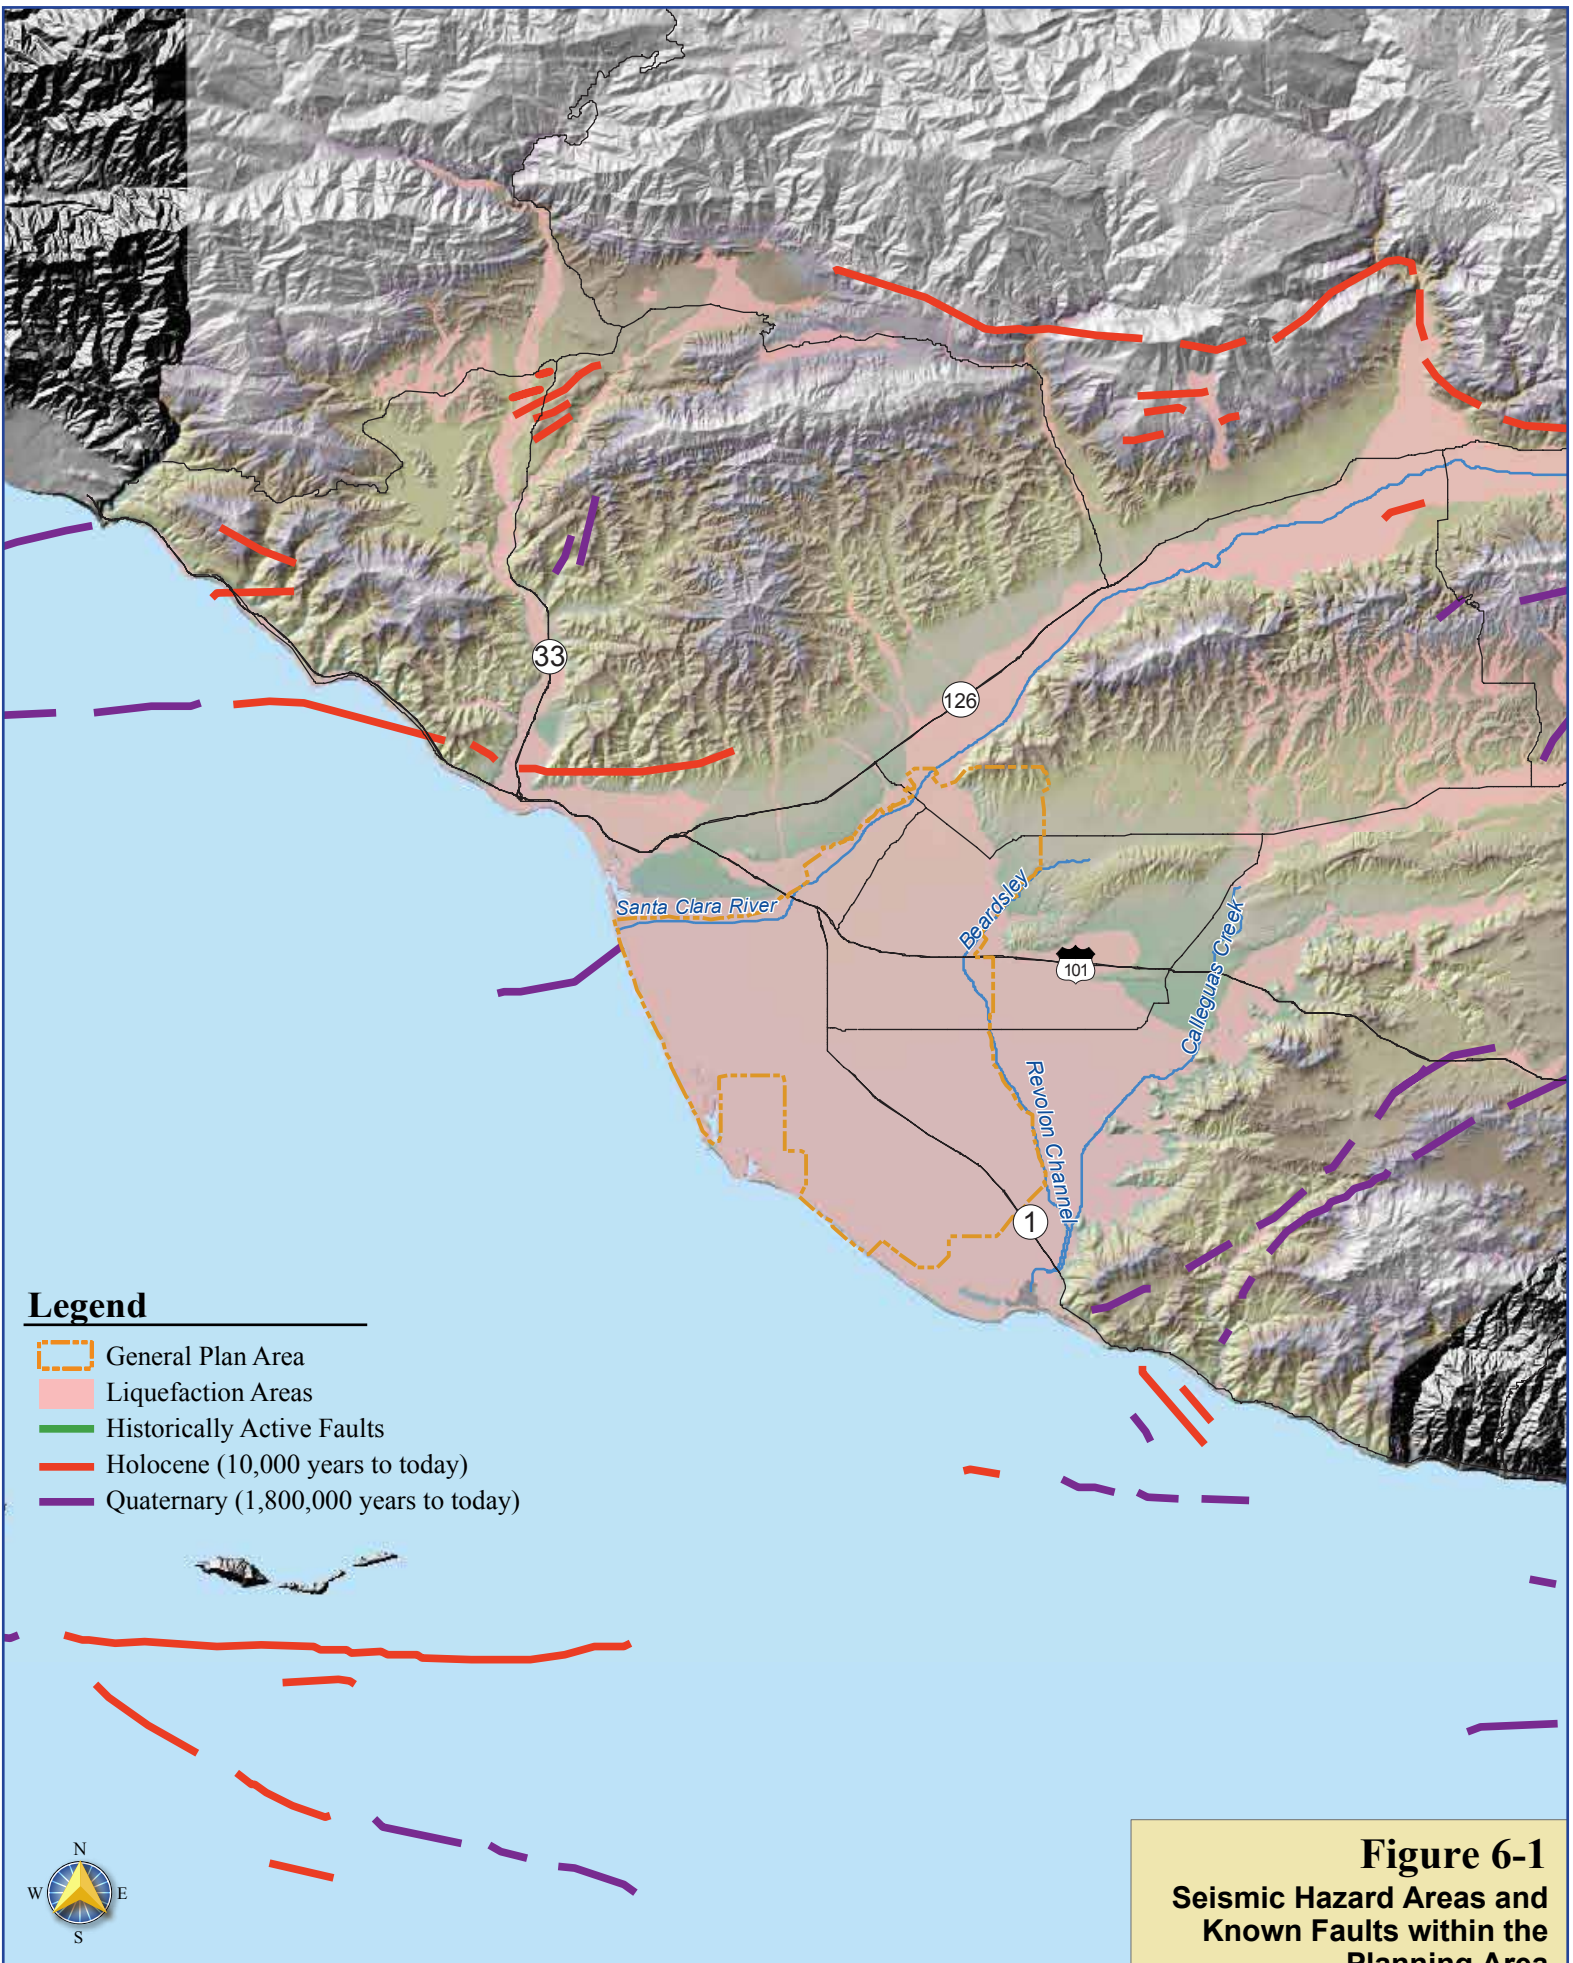 33
126
Santa Clara River
Beardsley
101
Calleguas Creek
Revolon Channel
1
Legend
General Plan Area
Liquefaction Areas
Historically Active Faults
Holocene (10,000 years to today)
Quaternary (1,800,000 years to today)
N
W E
S
Figure 6-1
Seismic Hazard Areas and
Known Faults within the
Planning Area